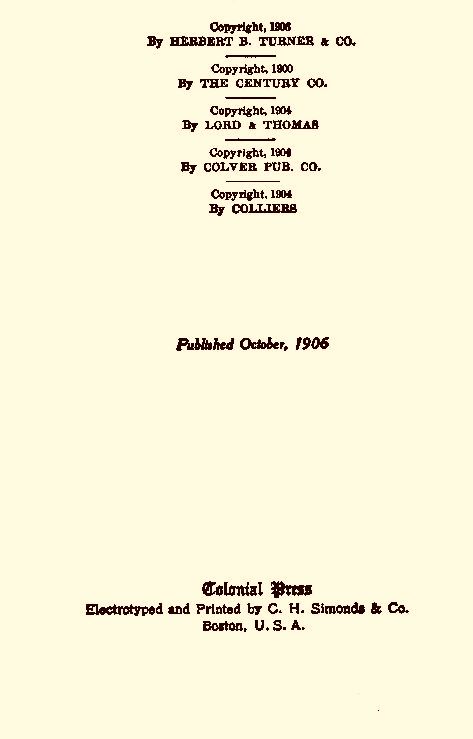 Copyright, 1906
By HERBERT B. TURNER & CO.
Copyright, 1900
By THE CENTURY CO.
Copyright, 1904
By LORD & THOMAS
Copyright, 1904
By COLVER PUB. CO.
Copyright, 1904
By COLLIERS
Published October, 1906
Colonial Press
Electrotyped and Printed by C. H. Simonds & Co.
Boston, U. S. A.